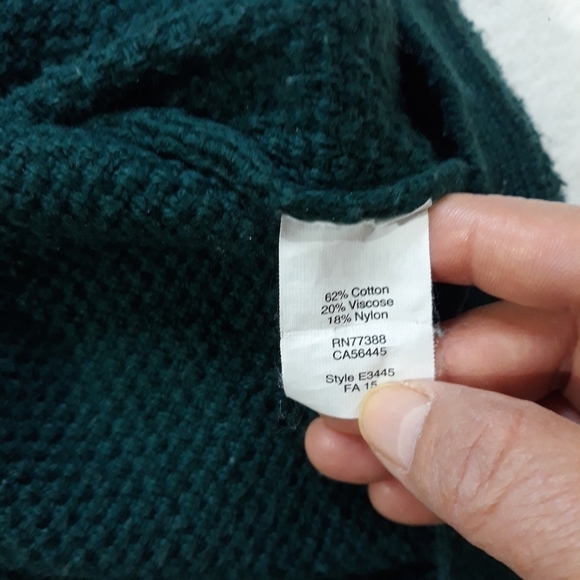 62% Cotton
20% Viscose
18% Nylon
RN77388
CA56445
Style E3445
FA 15